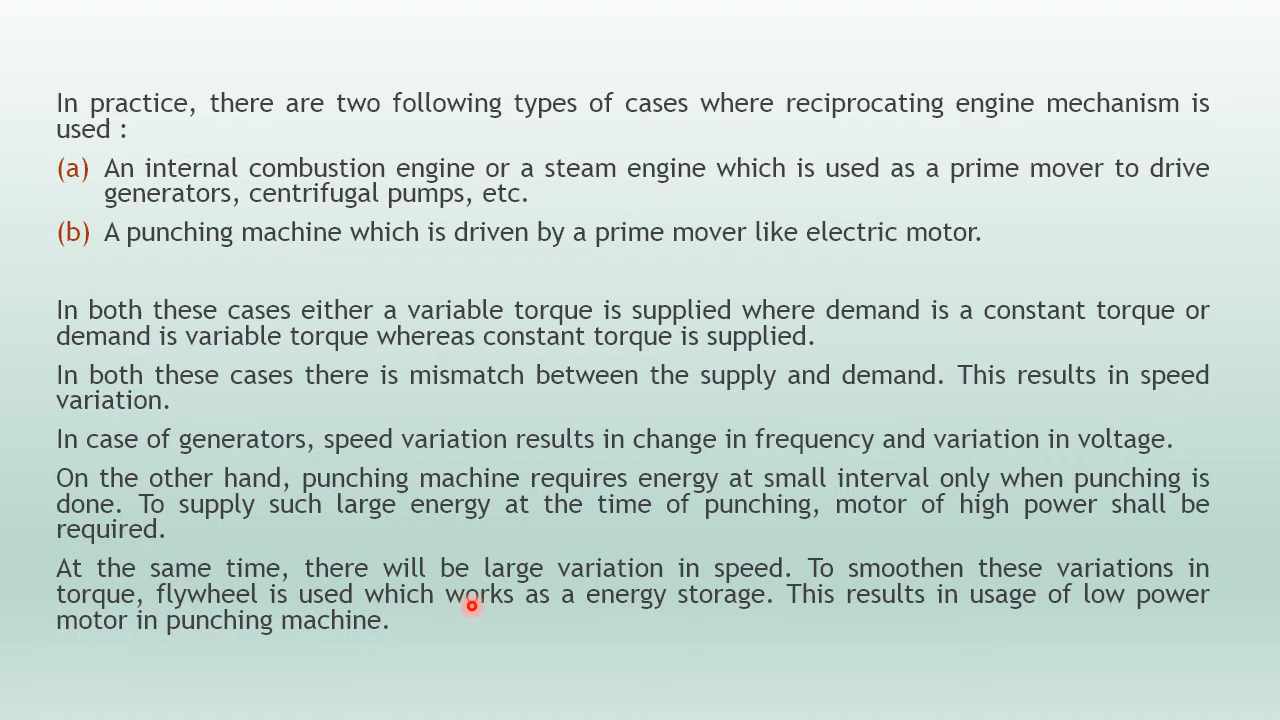 In practice, there are two following types of cases where reciprocating engine mechanism is
used :
(a) An internal combustion engine or a steam engine which is used as a prime mover to drive
generators, centrifugal pumps, etc.
(b) A punching machine which is driven by a prime mover like electric motor.
In both these cases either a variable torque is supplied where demand is a constant torque or
demand is variable torque whereas constant torque is supplied.
In both these cases there is mismatch between the supply and demand. This results in speed
variation.
In case of generators, speed variation results in change in frequency and variation in voltage.
On the other hand, punching machine requires energy at small interval only when punching is
done. To supply such large energy at the time of punching, motor of high power shall be
required.
At the same time, there will be large variation in speed. To smoothen these variations in
torque, flywheel is used which works as a energy storage. This results in usage of low power
motor in punching machine.